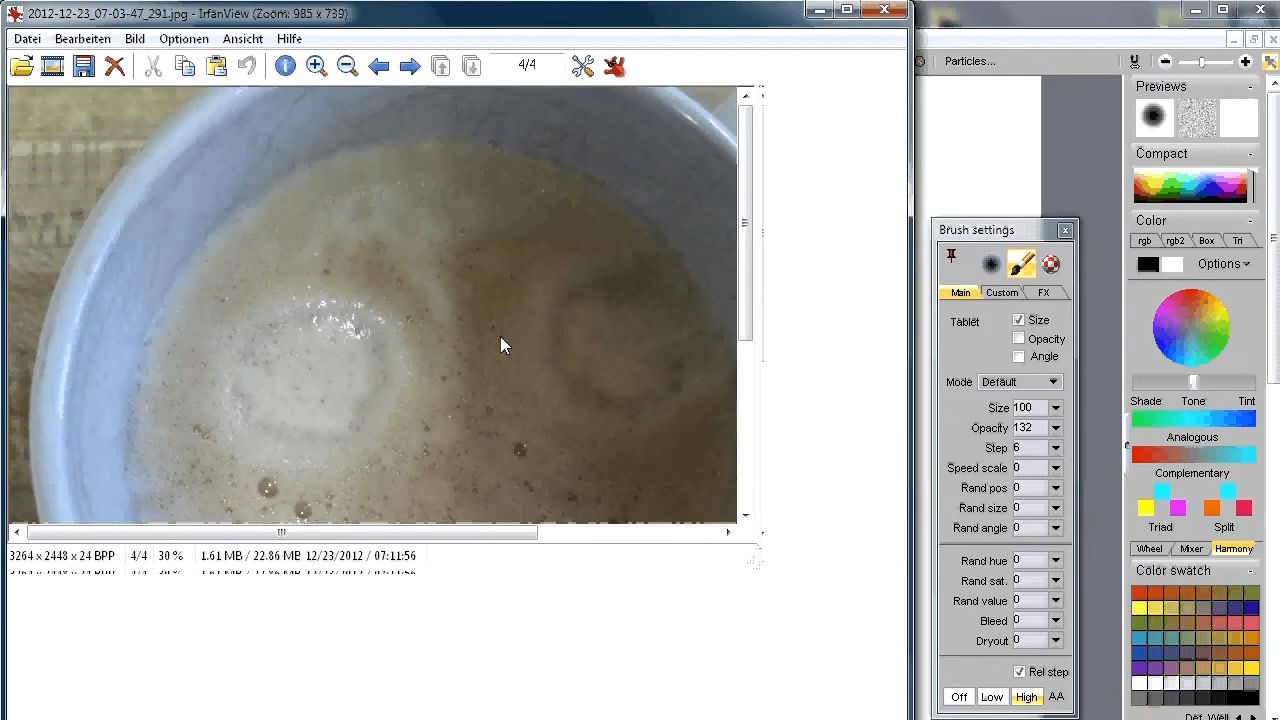 2012-12-23_07-03-47_291.jpg - IrfanView (Zoom: 985 x 739)
Datei Bearbeiten Bild Optionen Ansicht Hilfe
4/4
3264 x 2448 x 24 BPP 4/4 30 % 1.61 MB / 22.86 MB 12/23/2012 / 07:11:56
Particles...
Brush settings
Main Custom FX
Tablet Size
Opacity
Angle
Mode Default
Size 100
Opacity 132
Step 6
Speed scale 0
Rand pos 0
Rand size 0
Rand angle 0
Rand hue 0
Rand sat. 0
Rand value 0
Bleed 0
Dryout 0
Rel step
Off Low High AA
Previews
Compact
Color
rgb rgb2 Box Tri
Options
Shade Tone Tint
Analogous
Complementary
Triad Split
Wheel Mixer Harmony
Color switch
Def. Well